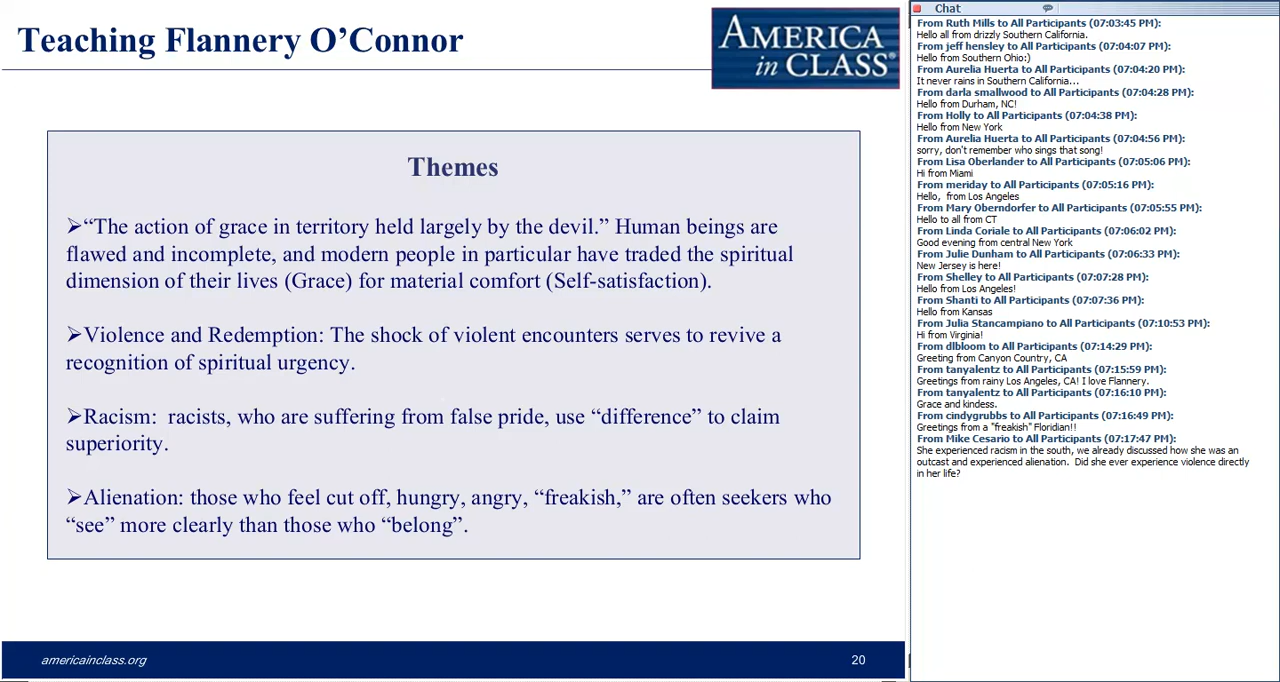 Teaching Flannery O’Connor
AMERICA
in CLASS®
Themes
➢“The action of grace in territory held largely by the devil.” Human beings are
flawed and incomplete, and modern people in particular have traded the spiritual
dimension of their lives (Grace) for material comfort (Self-satisfaction).
➢Violence and Redemption: The shock of violent encounters serves to revive a
recognition of spiritual urgency.
➢Racism:  racists, who are suffering from false pride, use “difference” to claim
superiority.
➢Alienation: those who feel cut off, hungry, angry, “freakish,” are often seekers who
“see” more clearly than those who “belong”.
americainclass.org
20
Chat
From Ruth Mills to All Participants (07:03:45 PM):
Hello all from drizzly Southern California.
From jeff hensley to All Participants (07:04:07 PM):
Hello from Southern Ohio:)
From Aurelia Huerta to All Participants (07:04:20 PM):
It never rains in Southern California...
From darla smallwood to All Participants (07:04:28 PM):
Hello from Durham, NC!
From Holly to All Participants (07:04:38 PM):
Hello from New York
From Aurelia Huerta to All Participants (07:04:56 PM):
sorry, don't remember who sings that song!
From Lisa Oberlander to All Participants (07:05:06 PM):
Hi from Miami
From meriday to All Participants (07:05:16 PM):
Hello,  from Los Angeles
From Mary Oberndorfer to All Participants (07:05:55 PM):
Hello to all from CT
From Linda Coriale to All Participants (07:06:02 PM):
Good evening from central New York
From Julie Dunham to All Participants (07:06:33 PM):
New Jersey is here!
From Shelley to All Participants (07:07:28 PM):
Hello from Los Angeles!
From Shanti to All Participants (07:07:36 PM):
Hello from Kansas
From Julia Stancampiano to All Participants (07:10:53 PM):
Hi from Virginia!
From dlbloom to All Participants (07:14:29 PM):
Greeting from Canyon Country, CA
From tanyalentz to All Participants (07:15:59 PM):
Greetings from rainy Los Angeles, CA! I love Flannery.
From tanyalentz to All Participants (07:16:10 PM):
Grace and kindess.
From cindygrubbs to All Participants (07:16:49 PM):
Greetings from a "freakish" Floridian!!
From Mike Cesario to All Participants (07:17:47 PM):
She experienced racism in the south, we already discussed how she was an
outcast and experienced alienation.  Did she ever experience violence directly
in her life?